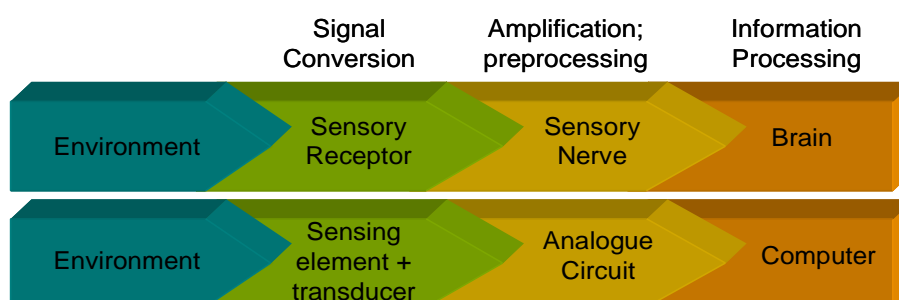 Signal
Conversion
Amplification;
preprocessing
Information
Processing
Environment
Sensory
Receptor
Sensory
Nerve
Brain
Environment
Sensing
element +
transducer
Analogue
Circuit
Computer